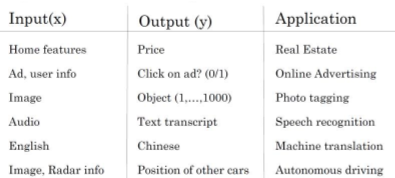 Input(x) Output (y) Application
Home features Price Real Estate
Ad, user info Click on ad? (0/1) Online Advertising
Image Object (1,...,1000) Photo tagging
Audio Text transcript Speech recognition
English Chinese Machine translation
Image, Radar info Position of other cars Autonomous driving